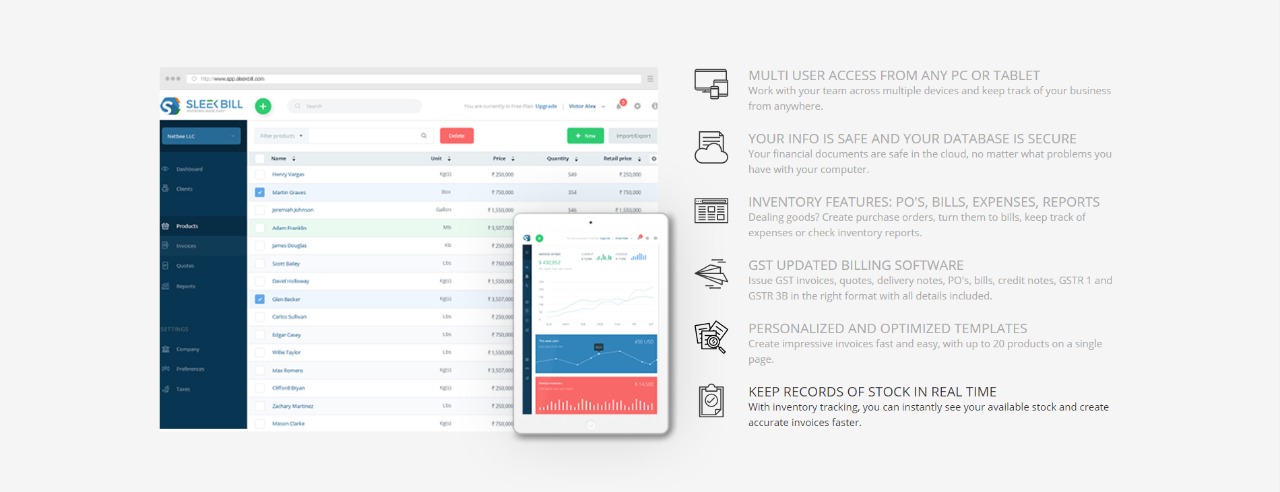 http://www.app.sleekbill.com
SLEEK BILL
Search
You are currently in Free Plan Upgrade
Victor Alex
3
Netbee LLC
Filter products
Delete
+ New
Import/Export
Dashboard
Clients
Products
Invoices
Quotes
Reports
SETTINGS
Company
Preferences
Taxes
Name Unit Price Quantity Retail price
Henry Vargas Kg(s) ₹ 250,000 549 ₹ 250,000
Martin Graves Box ₹ 750,000 354 ₹ 750,000
Jeremiah Johnson Gallon ₹ 1,550,000 546 ₹ 1,550,000
Adam Franklin Mb ₹ 3,507,000
James Douglas Kb ₹ 250,000
Scott Bailey Lbs ₹ 750,000
David Holloway Kg(s) ₹ 1,550,000
Glen Becker Kg(s) ₹ 3,507,000
Carlos Sullivan Lbs ₹ 250,000
Edgar Casey Lbs ₹ 750,000
Willie Taylor Lbs ₹ 1,550,000
Max Romero Kg(s) ₹ 3,507,000
Clifford Bryan Kg(s) ₹ 250,000
Zachary Martinez Lbs ₹ 250,000
Mason Clarke Kg(s) ₹ 750,000
MULTI USER ACCESS FROM ANY PC OR TABLET
Work with your team across multiple devices and keep track of your business
from anywhere.
YOUR INFO IS SAFE AND YOUR DATABASE IS SECURE
Your financial documents are safe in the cloud, no matter what problems you
have with your computer.
INVENTORY FEATURES: PO'S, BILLS, EXPENSES, REPORTS
Dealing goods? Create purchase orders, turn them to bills, keep track of
expenses or check inventory reports.
GST UPDATED BILLING SOFTWARE
Issue GST invoices, quotes, delivery notes, PO's, bills, credit notes, GSTR 1 and
GSTR 3B in the right format with all details included.
PERSONALIZED AND OPTIMIZED TEMPLATES
Create impressive invoices fast and easy, with up to 20 products on a single
page.
KEEP RECORDS OF STOCK IN REAL TIME
With inventory tracking, you can instantly see your available stock and create
accurate invoices faster.